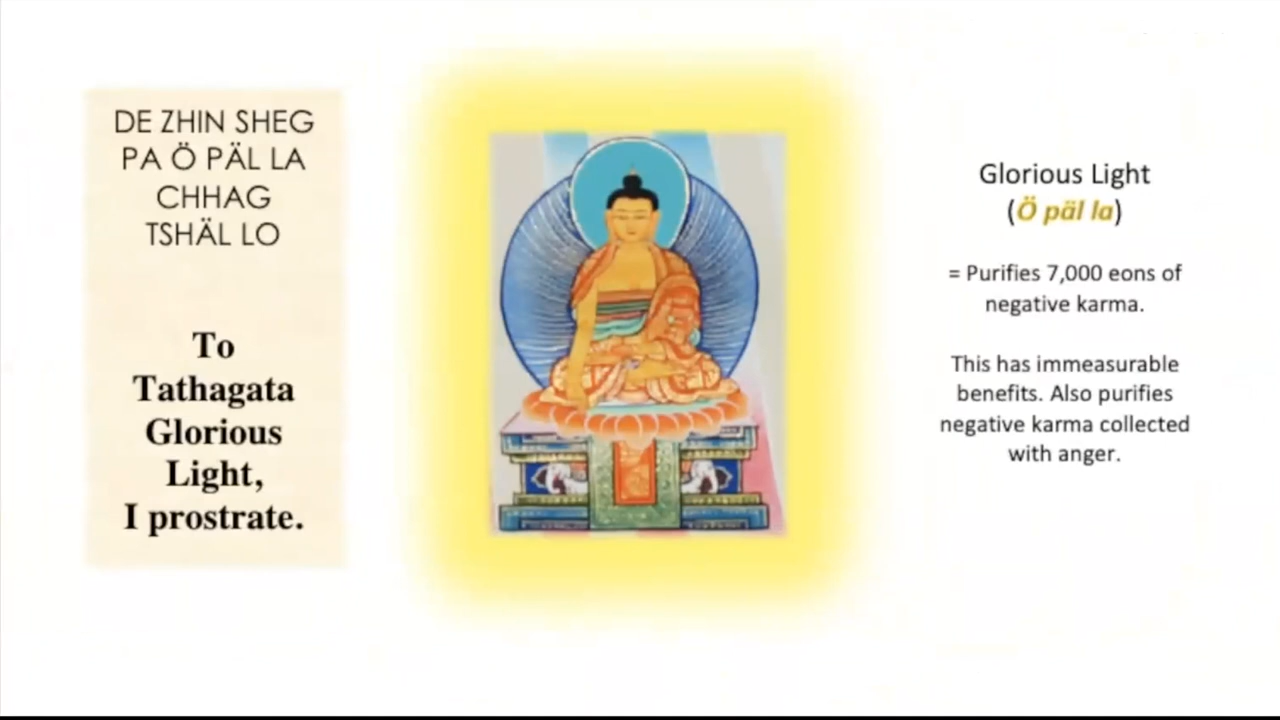 DE ZHIN SHEG
PA Ö PÄL LA
CHHAG
TSHÄL LO
To
Tathagata
Glorious
Light,
I prostrate.
Glorious Light
(Ö päl la)
= Purifies 7,000 eons of
negative karma.
This has immeasurable
benefits. Also purifies
negative karma collected
with anger.